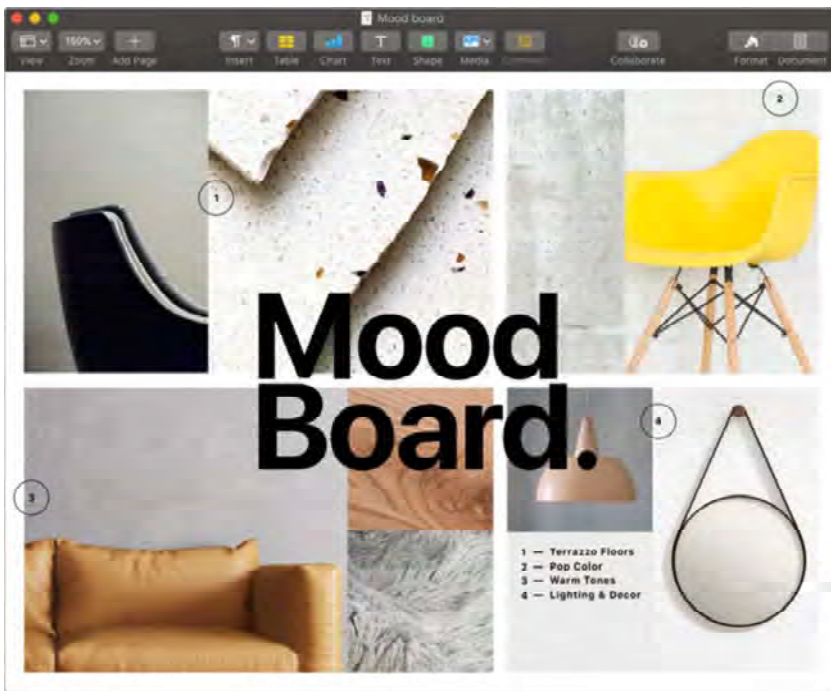 Mood board
150%
View
Zoom
Add Page
Insert
Table
Chart
Text
Shape
Media
Collaborate
Format
Document
1
2
Mood
Board.
3
4
1 — Terrazzo Floors
2 — Pop Color
3 — Warm Tones
4 — Lighting & Decor